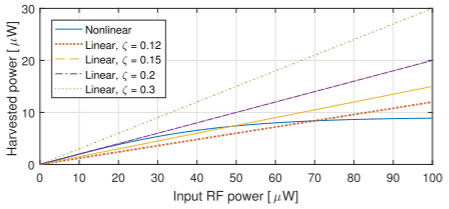 30
20
10
0
Harvested power [ μW]
Nonlinear
Linear, ζ = 0.12
Linear, ζ = 0.15
Linear, ζ = 0.2
Linear, ζ = 0.3
0 10 20 30 40 50 60 70 80 90 100
Input RF power [ μW]